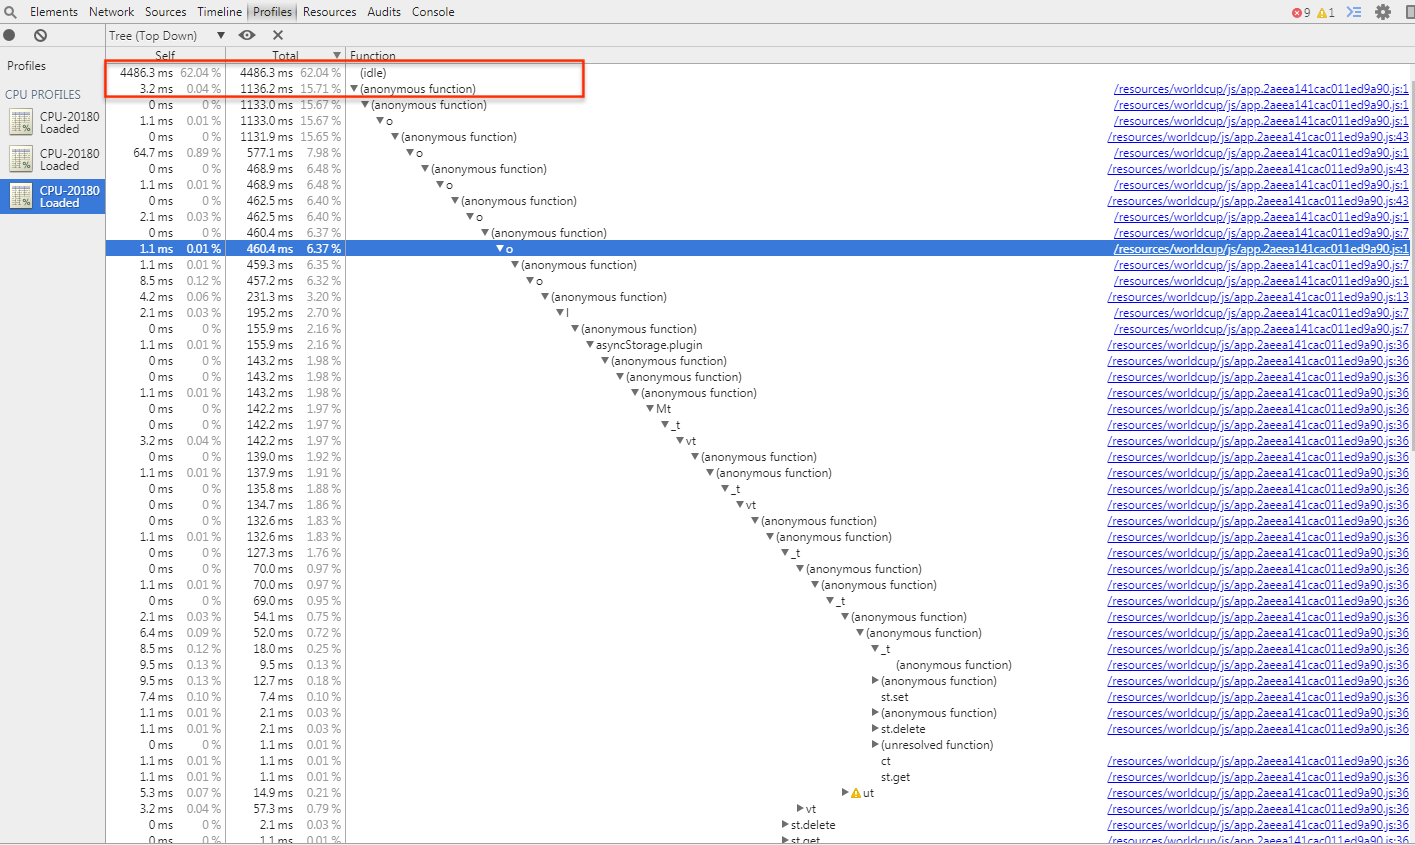 Elements Network Sources Timeline Profiles Resources Audits Console 9 1
Tree (Top Down)
Self Total Function
Profiles
CPU PROFILES
CPU-20180
Loaded
CPU-20180
Loaded
CPU-20180
Loaded
4486.3 ms 62.04 % 4486.3 ms 62.04 % (idle)
3.2 ms 0.04 % 1136.2 ms 15.71 % (anonymous function) /resources/worldcup/js/app.2aeea141cac011ed9a90.js:1
0 ms 0 % 1133.0 ms 15.67 % (anonymous function) /resources/worldcup/js/app.2aeea141cac011ed9a90.js:1
1.1 ms 0.01 % 1133.0 ms 15.67 % o /resources/worldcup/js/app.2aeea141cac011ed9a90.js:1
0 ms 0 % 1131.9 ms 15.65 % (anonymous function) /resources/worldcup/js/app.2aeea141cac011ed9a90.js:43
64.7 ms 0.89 % 577.1 ms 7.98 % o /resources/worldcup/js/app.2aeea141cac011ed9a90.js:1
0 ms 0 % 468.9 ms 6.48 % (anonymous function) /resources/worldcup/js/app.2aeea141cac011ed9a90.js:43
1.1 ms 0.01 % 468.9 ms 6.48 % o /resources/worldcup/js/app.2aeea141cac011ed9a90.js:1
0 ms 0 % 462.5 ms 6.40 % (anonymous function) /resources/worldcup/js/app.2aeea141cac011ed9a90.js:43
2.1 ms 0.03 % 462.5 ms 6.40 % o /resources/worldcup/js/app.2aeea141cac011ed9a90.js:1
0 ms 0 % 460.4 ms 6.37 % (anonymous function) /resources/worldcup/js/app.2aeea141cac011ed9a90.js:7
1.1 ms 0.01 % 460.4 ms 6.37 % o /resources/worldcup/js/app.2aeea141cac011ed9a90.js:1
1.1 ms 0.01 % 459.3 ms 6.35 % (anonymous function) /resources/worldcup/js/app.2aeea141cac011ed9a90.js:7
8.5 ms 0.12 % 457.2 ms 6.32 % o /resources/worldcup/js/app.2aeea141cac011ed9a90.js:1
4.2 ms 0.06 % 231.3 ms 3.20 % (anonymous function) /resources/worldcup/js/app.2aeea141cac011ed9a90.js:13
2.1 ms 0.03 % 195.2 ms 2.70 % l /resources/worldcup/js/app.2aeea141cac011ed9a90.js:7
0 ms 0 % 155.9 ms 2.16 % (anonymous function) /resources/worldcup/js/app.2aeea141cac011ed9a90.js:7
1.1 ms 0.01 % 155.9 ms 2.16 % asyncStorage.plugin /resources/worldcup/js/app.2aeea141cac011ed9a90.js:36
0 ms 0 % 143.2 ms 1.98 % (anonymous function) /resources/worldcup/js/app.2aeea141cac011ed9a90.js:36
0 ms 0 % 143.2 ms 1.98 % (anonymous function) /resources/worldcup/js/app.2aeea141cac011ed9a90.js:36
1.1 ms 0.01 % 143.2 ms 1.98 % (anonymous function) /resources/worldcup/js/app.2aeea141cac011ed9a90.js:36
0 ms 0 % 142.2 ms 1.97 % Mt /resources/worldcup/js/app.2aeea141cac011ed9a90.js:36
0 ms 0 % 142.2 ms 1.97 % _t /resources/worldcup/js/app.2aeea141cac011ed9a90.js:36
3.2 ms 0.04 % 142.2 ms 1.97 % vt /resources/worldcup/js/app.2aeea141cac011ed9a90.js:36
0 ms 0 % 139.0 ms 1.92 % (anonymous function) /resources/worldcup/js/app.2aeea141cac011ed9a90.js:36
1.1 ms 0.01 % 137.9 ms 1.91 % (anonymous function) /resources/worldcup/js/app.2aeea141cac011ed9a90.js:36
0 ms 0 % 135.8 ms 1.88 % _t /resources/worldcup/js/app.2aeea141cac011ed9a90.js:36
0 ms 0 % 134.7 ms 1.86 % vt /resources/worldcup/js/app.2aeea141cac011ed9a90.js:36
0 ms 0 % 132.6 ms 1.83 % (anonymous function) /resources/worldcup/js/app.2aeea141cac011ed9a90.js:36
1.1 ms 0.01 % 132.6 ms 1.83 % (anonymous function) /resources/worldcup/js/app.2aeea141cac011ed9a90.js:36
0 ms 0 % 127.3 ms 1.76 % _t /resources/worldcup/js/app.2aeea141cac011ed9a90.js:36
0 ms 0 % 70.0 ms 0.97 % (anonymous function) /resources/worldcup/js/app.2aeea141cac011ed9a90.js:36
1.1 ms 0.01 % 70.0 ms 0.97 % (anonymous function) /resources/worldcup/js/app.2aeea141cac011ed9a90.js:36
0 ms 0 % 69.0 ms 0.95 % _t /resources/worldcup/js/app.2aeea141cac011ed9a90.js:36
2.1 ms 0.03 % 54.1 ms 0.75 % (anonymous function) /resources/worldcup/js/app.2aeea141cac011ed9a90.js:36
6.4 ms 0.09 % 52.0 ms 0.72 % (anonymous function) /resources/worldcup/js/app.2aeea141cac011ed9a90.js:36
8.5 ms 0.12 % 18.0 ms 0.25 % _t /resources/worldcup/js/app.2aeea141cac011ed9a90.js:36
9.5 ms 0.13 % 9.5 ms 0.13 % (anonymous function) /resources/worldcup/js/app.2aeea141cac011ed9a90.js:36
9.5 ms 0.13 % 12.7 ms 0.18 % (anonymous function) /resources/worldcup/js/app.2aeea141cac011ed9a90.js:36
7.4 ms 0.10 % 7.4 ms 0.10 % st.set /resources/worldcup/js/app.2aeea141cac011ed9a90.js:36
1.1 ms 0.01 % 2.1 ms 0.03 % (anonymous function) /resources/worldcup/js/app.2aeea141cac011ed9a90.js:36
1.1 ms 0.01 % 2.1 ms 0.03 % st.delete /resources/worldcup/js/app.2aeea141cac011ed9a90.js:36
0 ms 0 % 1.1 ms 0.01 % (unresolved function)
1.1 ms 0.01 % 1.1 ms 0.01 % ct /resources/worldcup/js/app.2aeea141cac011ed9a90.js:36
1.1 ms 0.01 % 1.1 ms 0.01 % st.get /resources/worldcup/js/app.2aeea141cac011ed9a90.js:36
5.3 ms 0.07 % 14.9 ms 0.21 % ut /resources/worldcup/js/app.2aeea141cac011ed9a90.js:36
3.2 ms 0.04 % 57.3 ms 0.79 % vt /resources/worldcup/js/app.2aeea141cac011ed9a90.js:36
0 ms 0 % 2.1 ms 0.03 % st.delete /resources/worldcup/js/app.2aeea141cac011ed9a90.js:36
0 ms 0 % 1.1 ms 0.01 % st.get /resources/worldcup/js/app.2aeea141cac011ed9a90.js:36